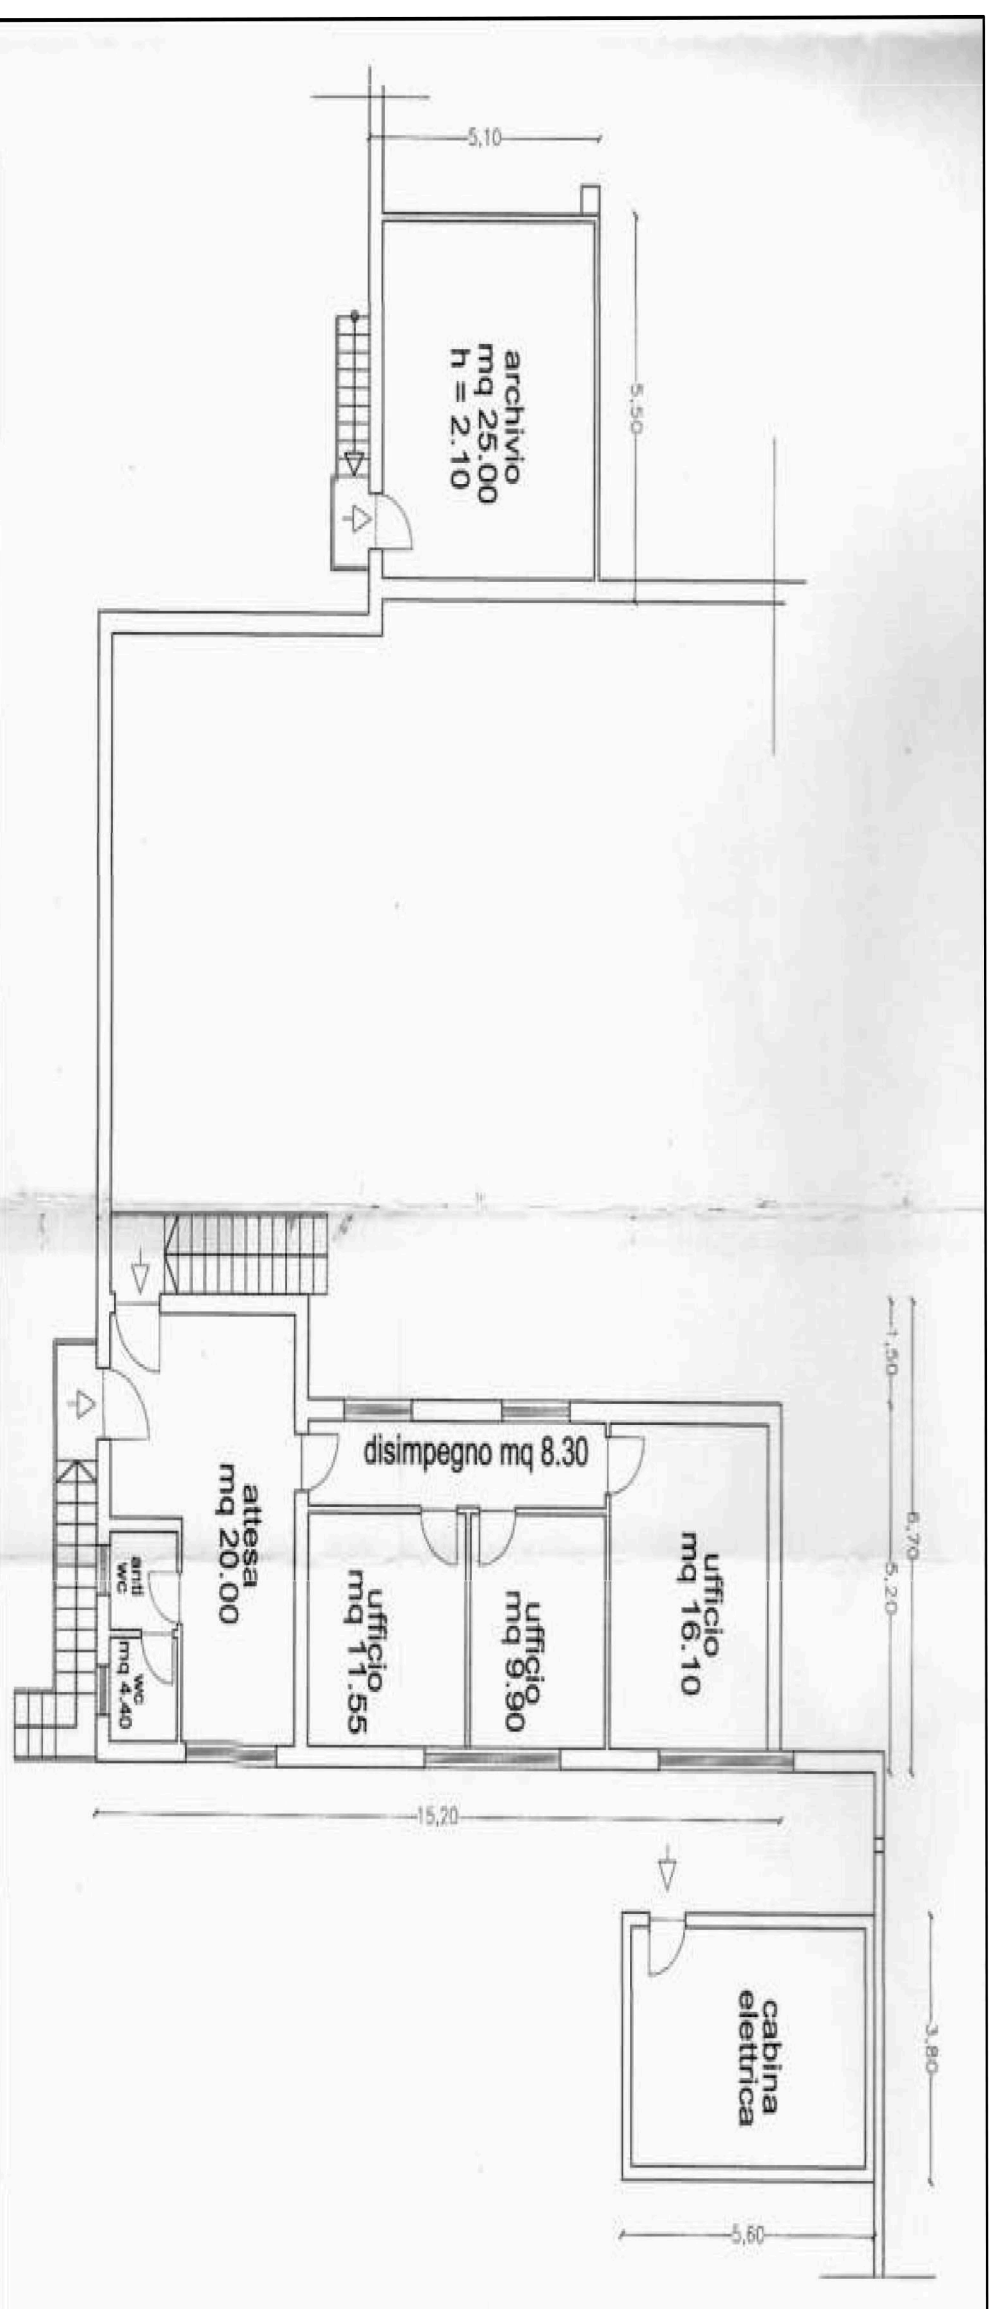 5,10
5.50
archivio
mq 25.00
h = 2.10
1,50
6,70
5,20
disimpegno mq 8.30
attesa
mq 20.00
anti
wc
wc
mq 4.40
ufficio
mq 11.55
ufficio
mq 9.90
ufficio
mq 16.10
15,20
cabina
elettrica
3,80
5,60